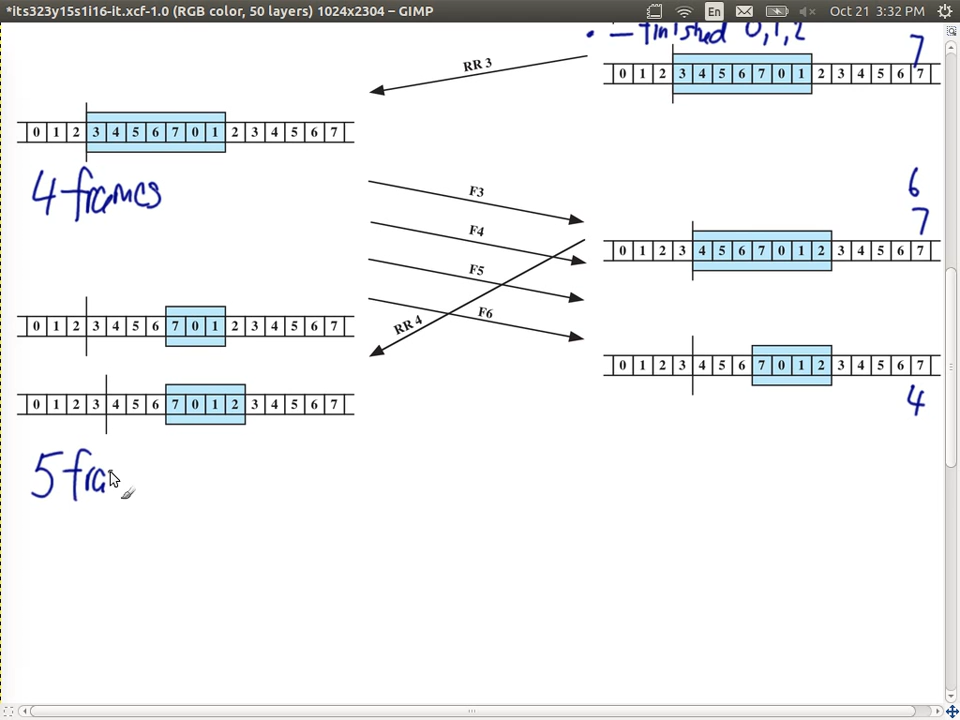 *its323y15s1i16-it.xcf-1.0 (RGB color, 50 layers) 1024x2304 – GIMP
En
Oct 21 3:32 PM
• – finished 0,1,2
7
RR 3
0 1 2 3 4 5 6 7 0 1 2 3 4 5 6 7
0 1 2 3 4 5 6 7 0 1 2 3 4 5 6 7
4 frames
F3
F4
F5
F6
RR 4
6
7
0 1 2 3 4 5 6 7 0 1 2 3 4 5 6 7
0 1 2 3 4 5 6 7 0 1 2 3 4 5 6 7
0 1 2 3 4 5 6 7 0 1 2 3 4 5 6 7
4
0 1 2 3 4 5 6 7 0 1 2 3 4 5 6 7
5 fra